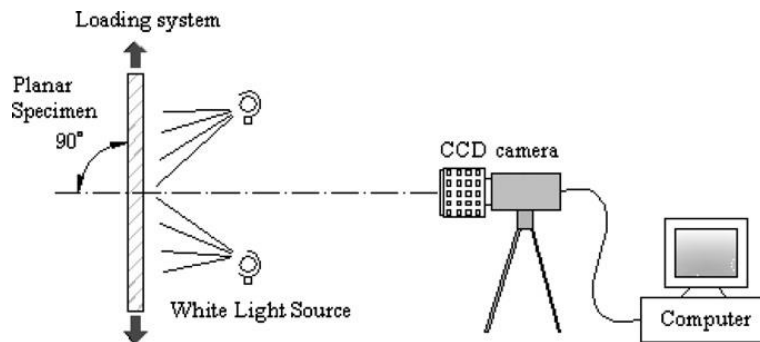 Loading system
Planar
Specimen
90°
CCD camera
White Light Source
Computer